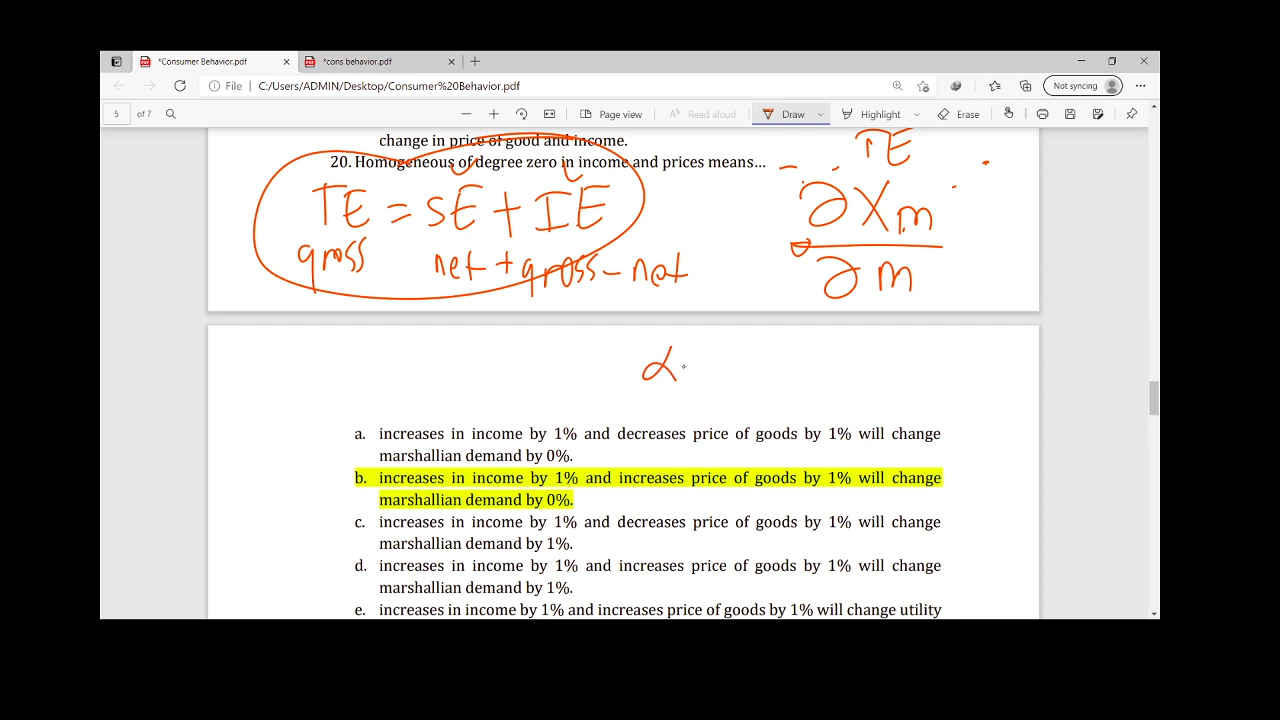 *Consumer Behavior.pdf
*cons behavior.pdf
File C:/Users/ADMIN/Desktop/Consumer%20Behavior.pdf Not syncing
5 of 7 Page view Read aloud Draw Highlight Erase
change in price of good and income.
20. Homogeneous of degree zero in income and prices means…
TE
TE = SE + IE
∂Xm
gross net + gross - net
∂m
α
a. increases in income by 1% and decreases price of goods by 1% will change
marshallian demand by 0%.
b. increases in income by 1% and increases price of goods by 1% will change
marshallian demand by 0%.
c. increases in income by 1% and decreases price of goods by 1% will change
marshallian demand by 1%.
d. increases in income by 1% and increases price of goods by 1% will change
marshallian demand by 1%.
e. increases in income by 1% and increases price of goods by 1% will change utility